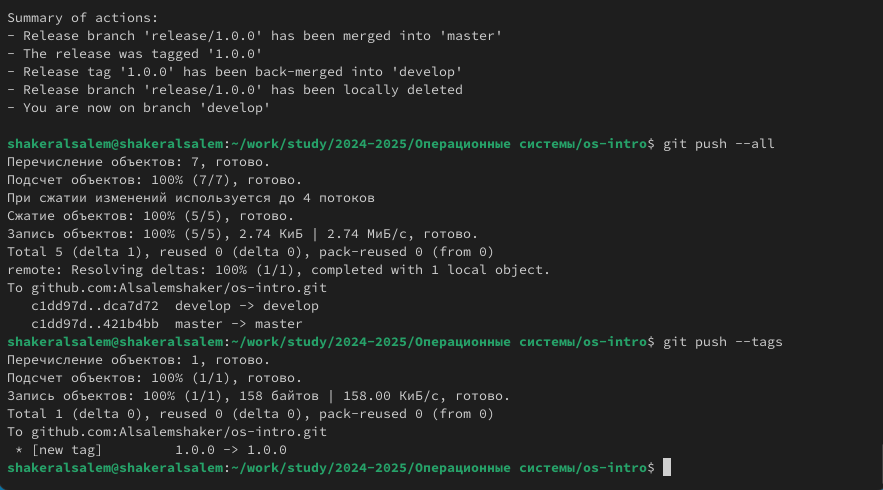 Summary of actions:
- Release branch 'release/1.0.0' has been merged into 'master'
- The release was tagged '1.0.0'
- Release tag '1.0.0' has been back-merged into 'develop'
- Release branch 'release/1.0.0' has been locally deleted
- You are now on branch 'develop'

shakeralsalem@shakeralsalem:~/work/study/2024-2025/Операционные системы/os-intro$ git push --all
Перечисление объектов: 7, готово.
Подсчет объектов: 100% (7/7), готово.
При сжатии изменений используется до 4 потоков
Сжатие объектов: 100% (5/5), готово.
Запись объектов: 100% (5/5), 2.74 КиБ | 2.74 МиБ/с, готово.
Total 5 (delta 1), reused 0 (delta 0), pack-reused 0 (from 0)
remote: Resolving deltas: 100% (1/1), completed with 1 local object.
To github.com:Alsalemshaker/os-intro.git
   c1dd97d..dca7d72  develop -> develop
   c1dd97d..421b4bb  master -> master
shakeralsalem@shakeralsalem:~/work/study/2024-2025/Операционные системы/os-intro$ git push --tags
Перечисление объектов: 1, готово.
Подсчет объектов: 100% (1/1), готово.
Запись объектов: 100% (1/1), 158 байтов | 158.00 КиБ/с, готово.
Total 1 (delta 0), reused 0 (delta 0), pack-reused 0 (from 0)
To github.com:Alsalemshaker/os-intro.git
 * [new tag]         1.0.0 -> 1.0.0
shakeralsalem@shakeralsalem:~/work/study/2024-2025/Операционные системы/os-intro$